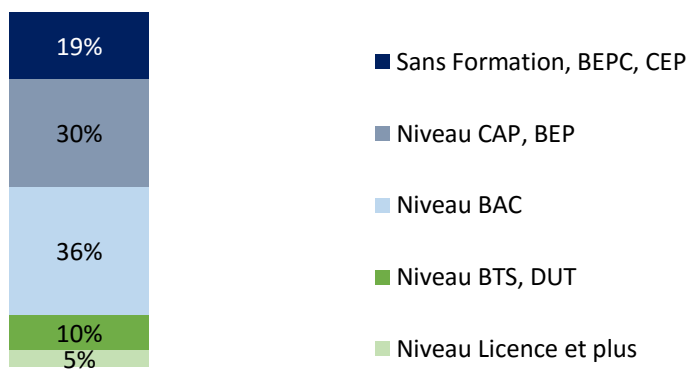 19%
30%
36%
10%
5%
Sans Formation, BEPC, CEP
Niveau CAP, BEP
Niveau BAC
Niveau BTS, DUT
Niveau Licence et plus